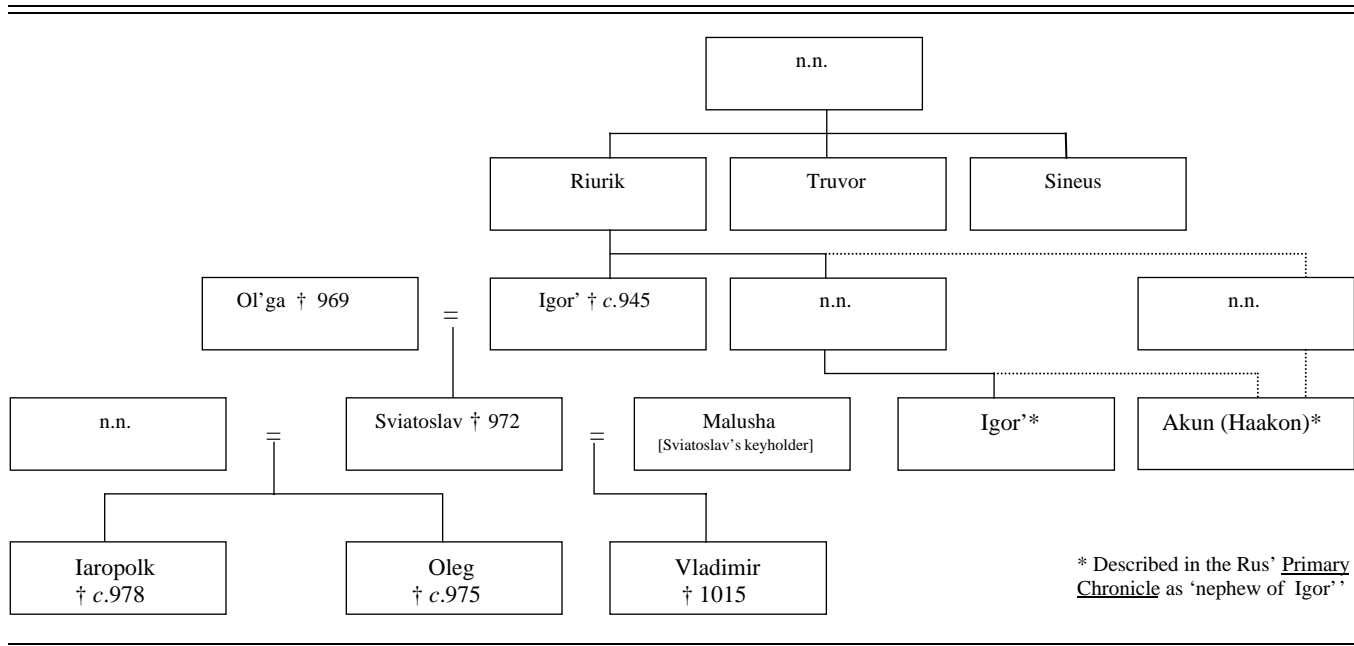 n.n.
Riurik
Truvor
Sineus
Ol'ga † 969
=
Igor' † c.945
n.n.
n.n.
n.n.
=
Sviatoslav † 972
=
Malusha
[Sviatoslav's keyholder]
Igor'*
Akun (Haakon)*
Iaropolk
† c.978
Oleg
† c.975
Vladimir
† 1015
* Described in the Rus' Primary
Chronicle as 'nephew of Igor''